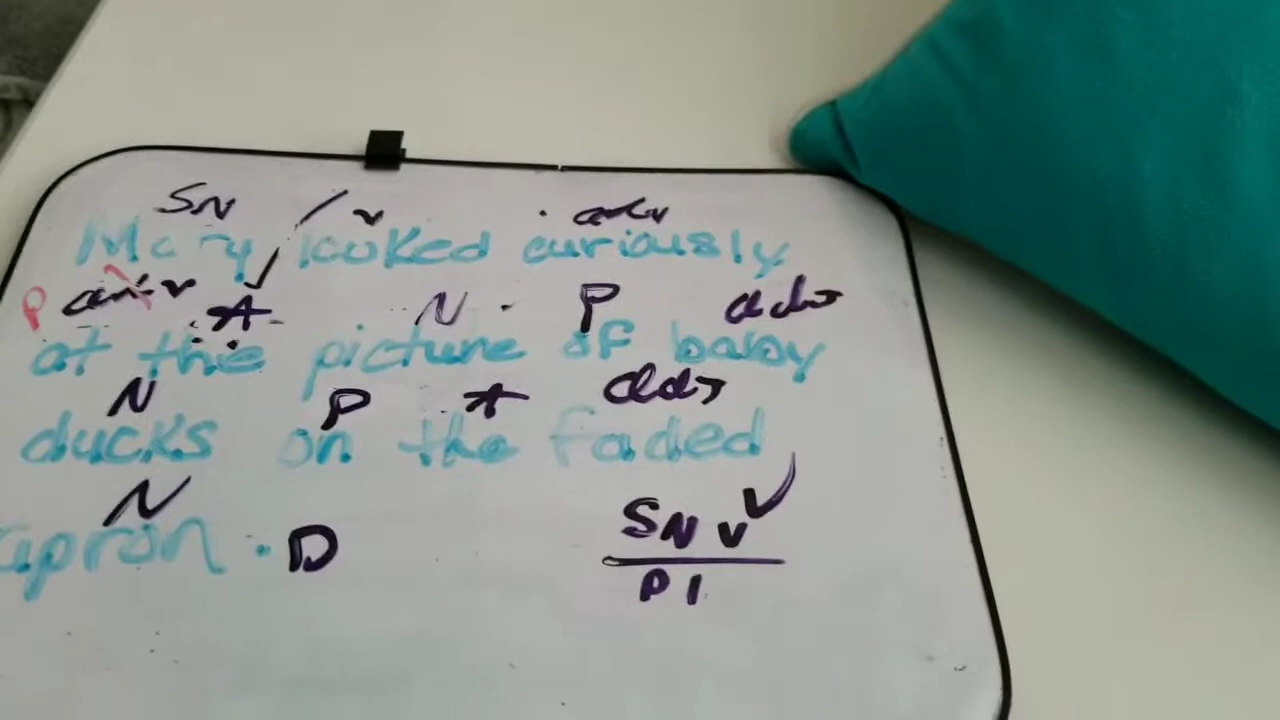 SN / v adv
Mary looked curiously
P adv A N P adj
at the picture of baby
N P A adj
ducks on the faded
N
apron. D
SN V
P1